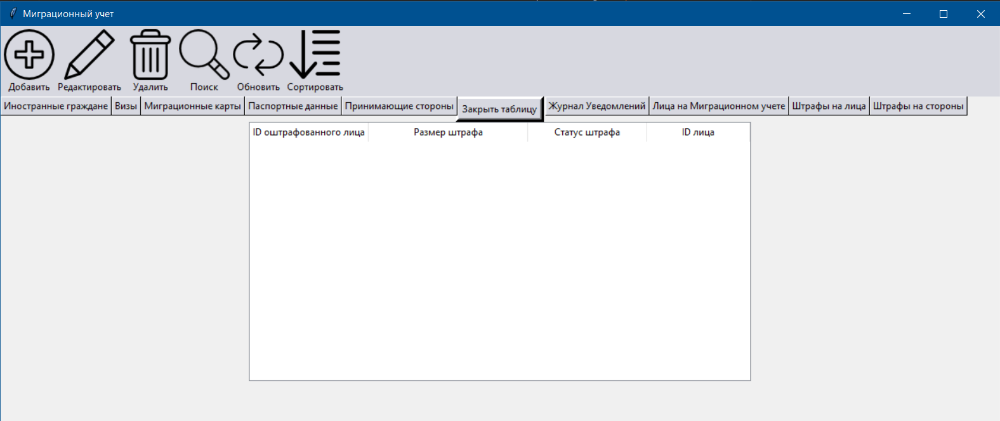 Миграционный учет
Добавить Редактировать Удалить Поиск Обновить Сортировать
Иностранные граждане Визы Миграционные карты Паспортные данные Принимающие стороны Закрыть таблицу Журнал Уведомлений Лица на Миграционном учете Штрафы на лица Штрафы на стороны
ID оштрафованного лица Размер штрафа Статус штрафа ID лица